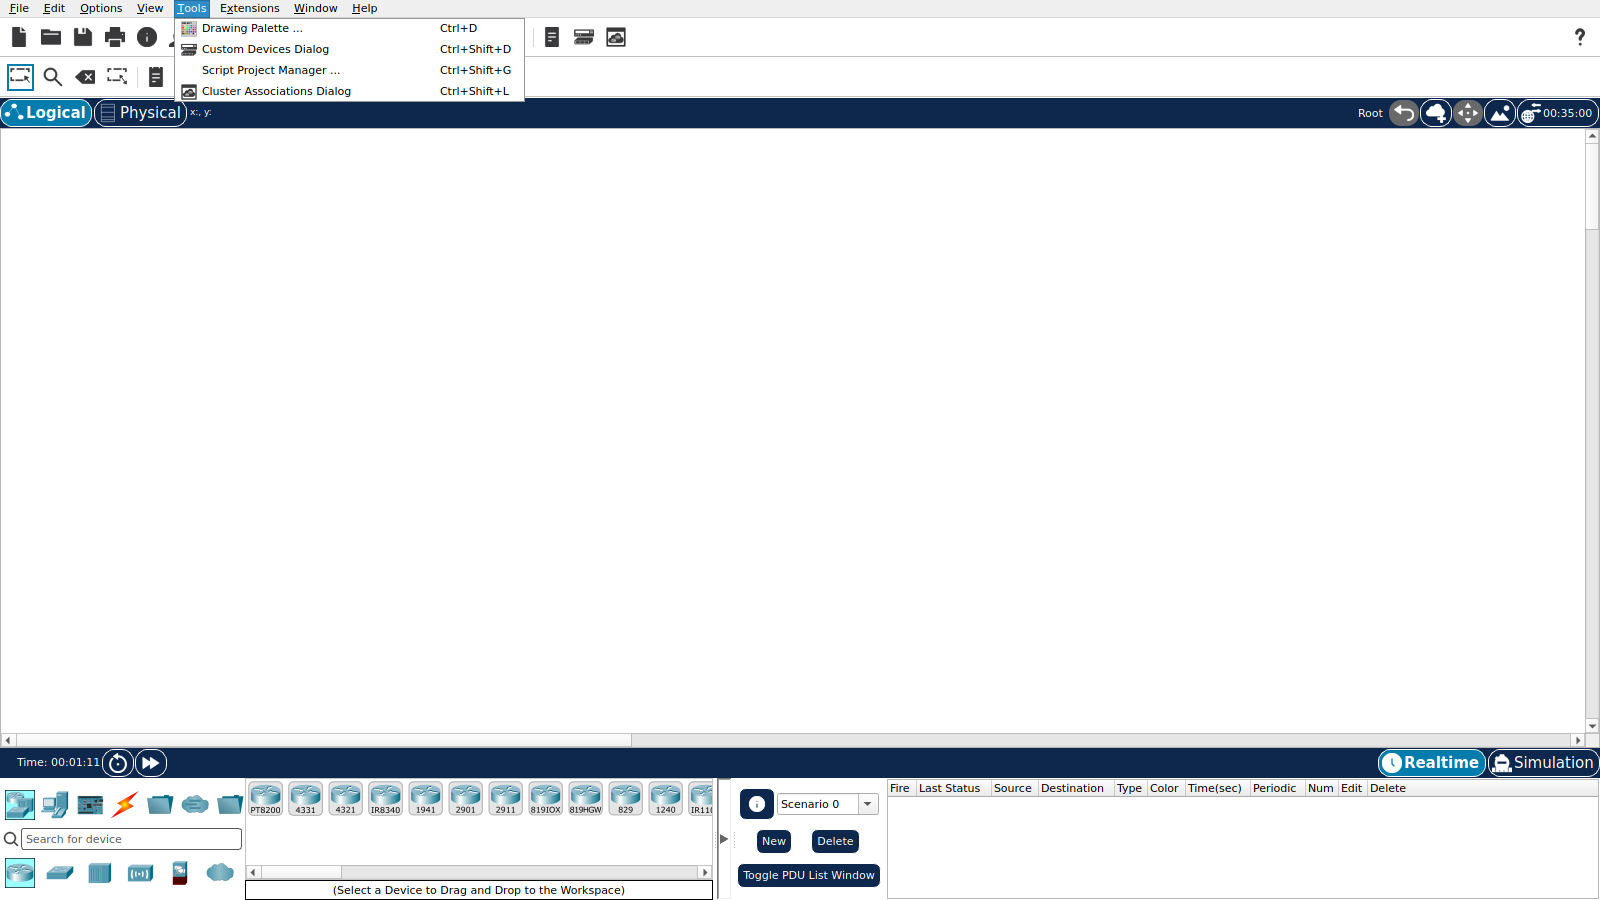 File Edit Options View Tools Extensions Window Help
Drawing Palette ... Ctrl+D
Custom Devices Dialog Ctrl+Shift+D
Script Project Manager ... Ctrl+Shift+G
Cluster Associations Dialog Ctrl+Shift+L
?
Logical Physical x:, y: Root 00:35:00
Time: 00:01:11 Realtime Simulation
PT8200 4331 4321 IR8340 1941 2901 2911 819IOX 819HGW 829 1240
Search for device
(Select a Device to Drag and Drop to the Workspace)
Scenario 0
New Delete
Toggle PDU List Window
Fire Last Status Source Destination Type Color Time(sec) Periodic Num Edit Delete